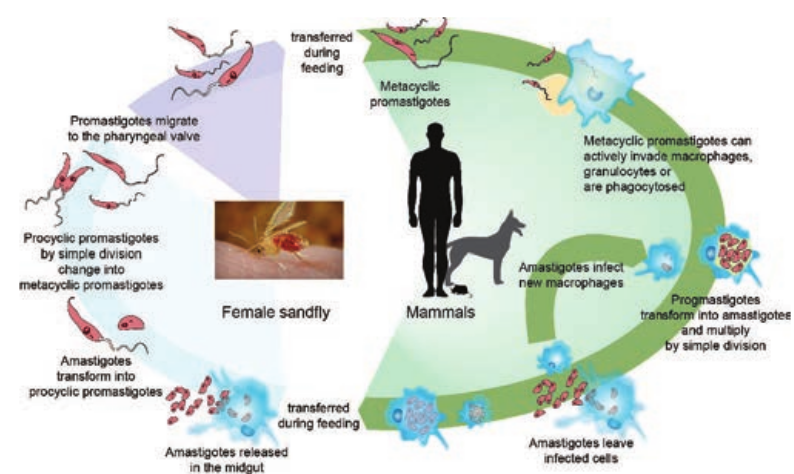 transferred
during
feeding
Metacyclic
promastigotes
Metacyclic promastigotes can
actively invade macrophages,
granulocytes or
are phagocytosed
Progmastigotes
transform into amastigotes
and multiply
by simple division
Amastigotes infect
new macrophages
Amastigotes leave
infected cells
transferred
during feeding
Amastigotes released
in the midgut
Amastigotes
transform into
procyclic promastigotes
Procyclic promastigotes
by simple division
change into
metacyclic promastigotes
Promastigotes migrate
to the pharyngeal valve
Female sandfly
Mammals